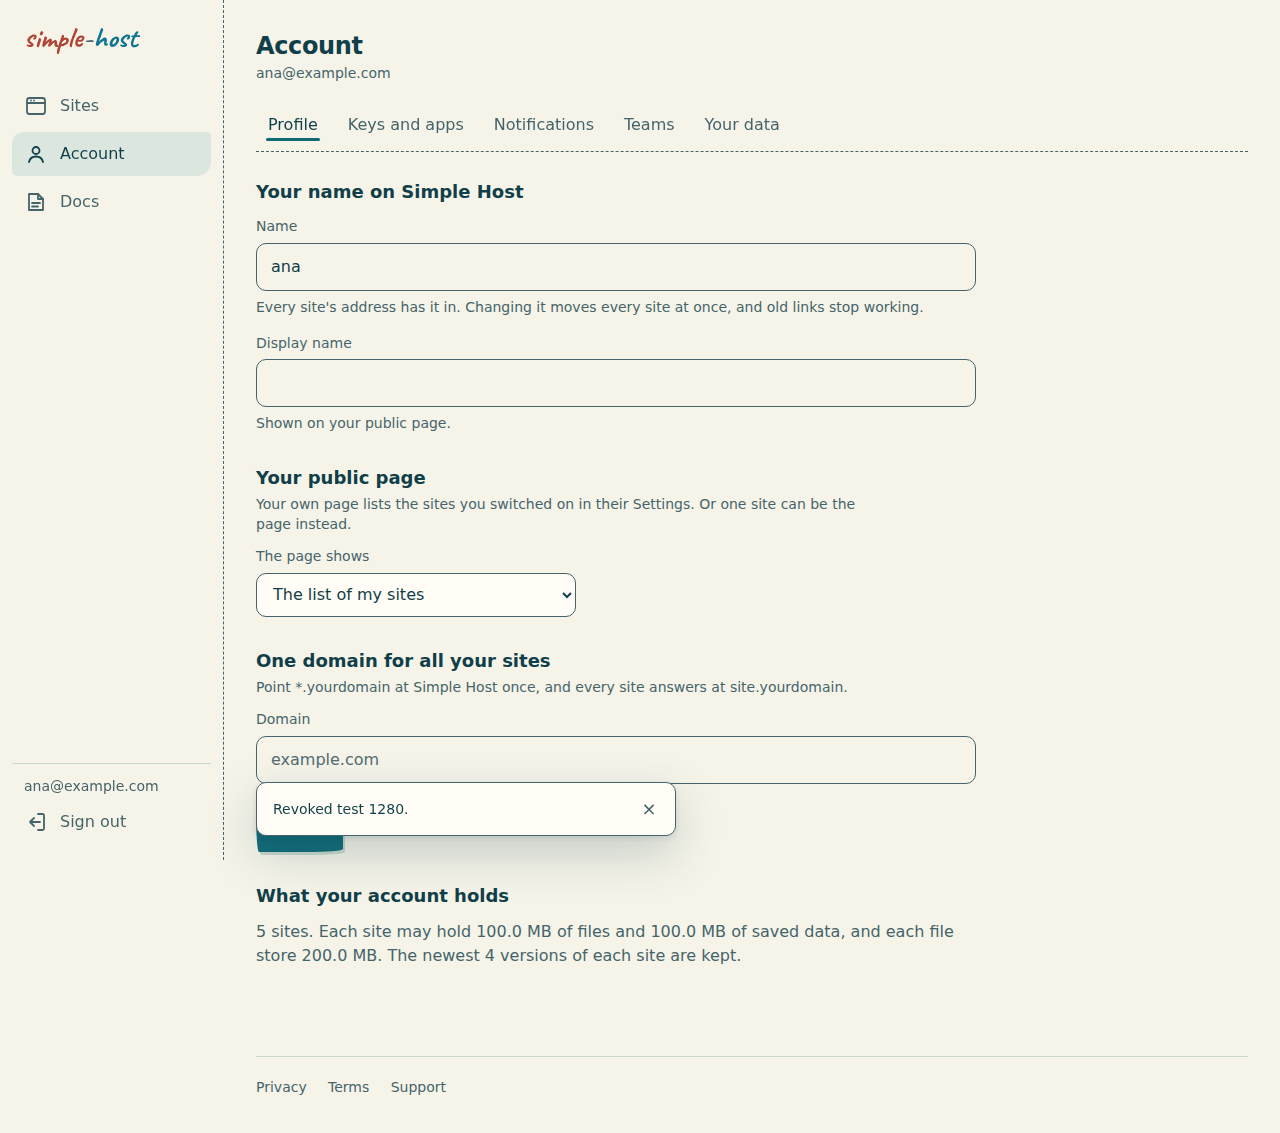 simple-host
Sites
Account
Docs
ana@example.com
Sign out
Account
ana@example.com
Profile
Keys and apps
Notifications
Teams
Your data
Your name on Simple Host
Name
ana
Every site's address has it in. Changing it moves every site at once, and old links stop working.
Display name
Shown on your public page.
Your public page
Your own page lists the sites you switched on in their Settings. Or one site can be the
page instead.
The page shows
The list of my sites
One domain for all your sites
Point *.yourdomain at Simple Host once, and every site answers at site.yourdomain.
Domain
example.com
Revoked test 1280.
What your account holds
5 sites. Each site may hold 100.0 MB of files and 100.0 MB of saved data, and each file
store 200.0 MB. The newest 4 versions of each site are kept.
Privacy
Terms
Support